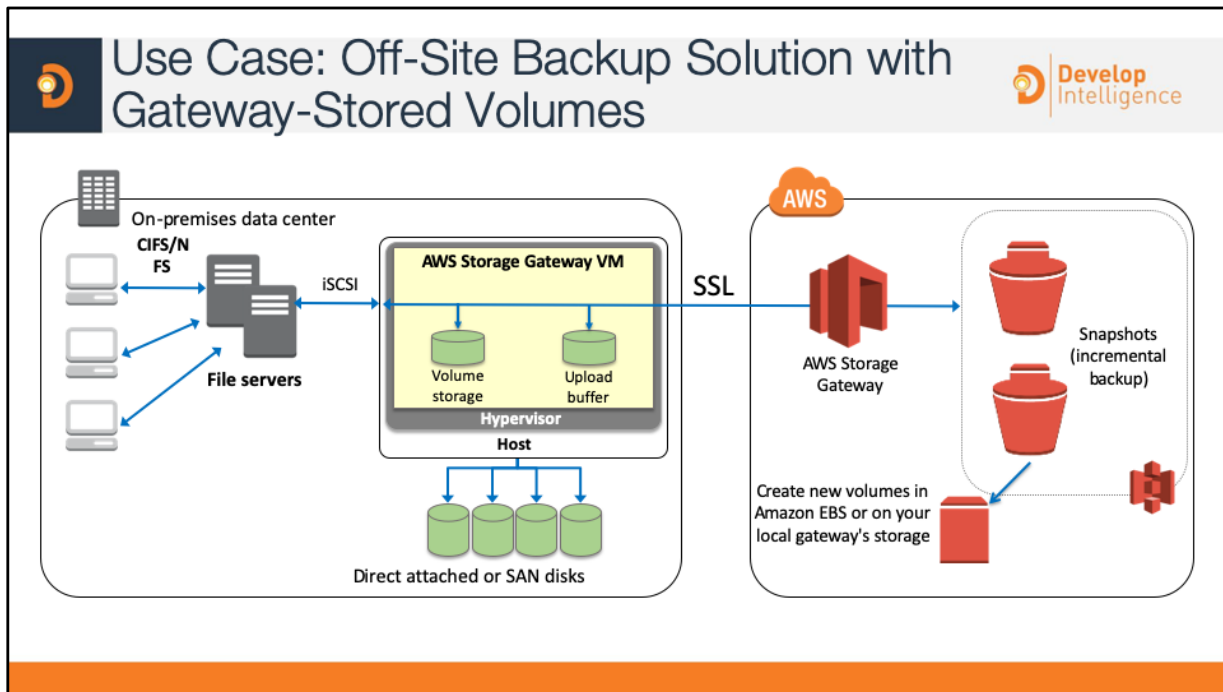 Use Case: Off-Site Backup Solution with
Gateway-Stored Volumes
Develop
Intelligence
On-premises data center
CIFS/N
FS
File servers
iSCSI
AWS Storage Gateway VM
Volume
storage
Upload
buffer
Hypervisor
Host
Direct attached or SAN disks
SSL
AWS
AWS Storage
Gateway
Snapshots
(incremental
backup)
Create new volumes in
Amazon EBS or on your
local gateway's storage